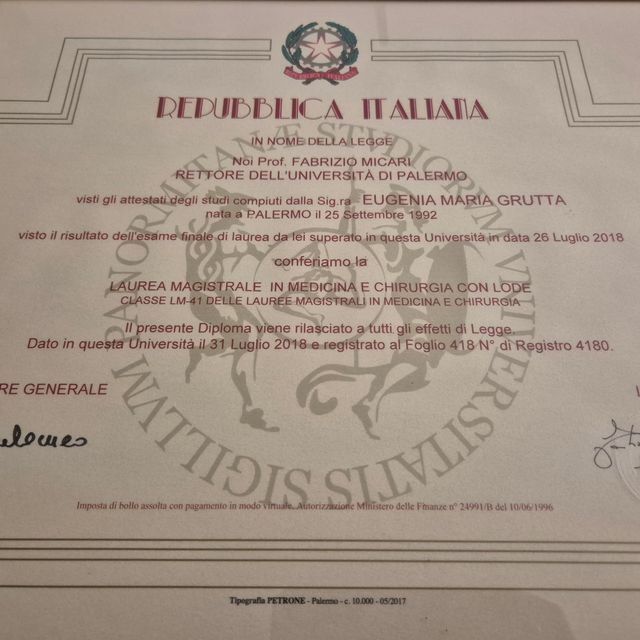 REPUBBLICA ITALIANA
IN NOME DELLA LEGGE
Noi Prof. FABRIZIO MICARI
RETTORE DELL'UNIVERSITÀ DI PALERMO
visti gli attestati degli studi compiuti dalla Sig.ra EUGENIA MARIA GRUTTA
nata a PALERMO il 25 Settembre 1992
visto il risultato dell'esame finale di laurea da lei superato in questa Università in data 26 Luglio 2018
conferiamo la
LAUREA MAGISTRALE IN MEDICINA E CHIRURGIA CON LODE
CLASSE LM-41 DELLE LAUREE MAGISTRALI IN MEDICINA E CHIRURGIA
Il presente Diploma viene rilasciato a tutti gli effetti di Legge.
Dato in questa Università il 31 Luglio 2018 e registrato al Foglio 418 N° di Registro 4180.
RE GENERALE
SIGILLVM PANORMITANÆ STUDIORVM VNIVERSITATIS
Imposta di bollo assolta con pagamento in modo virtuale. Autorizzazione Ministero delle Finanze n° 24991/B del 10/06/1996
Tipografia PETRONE - Palermo - c. 10.000 - 05/2017